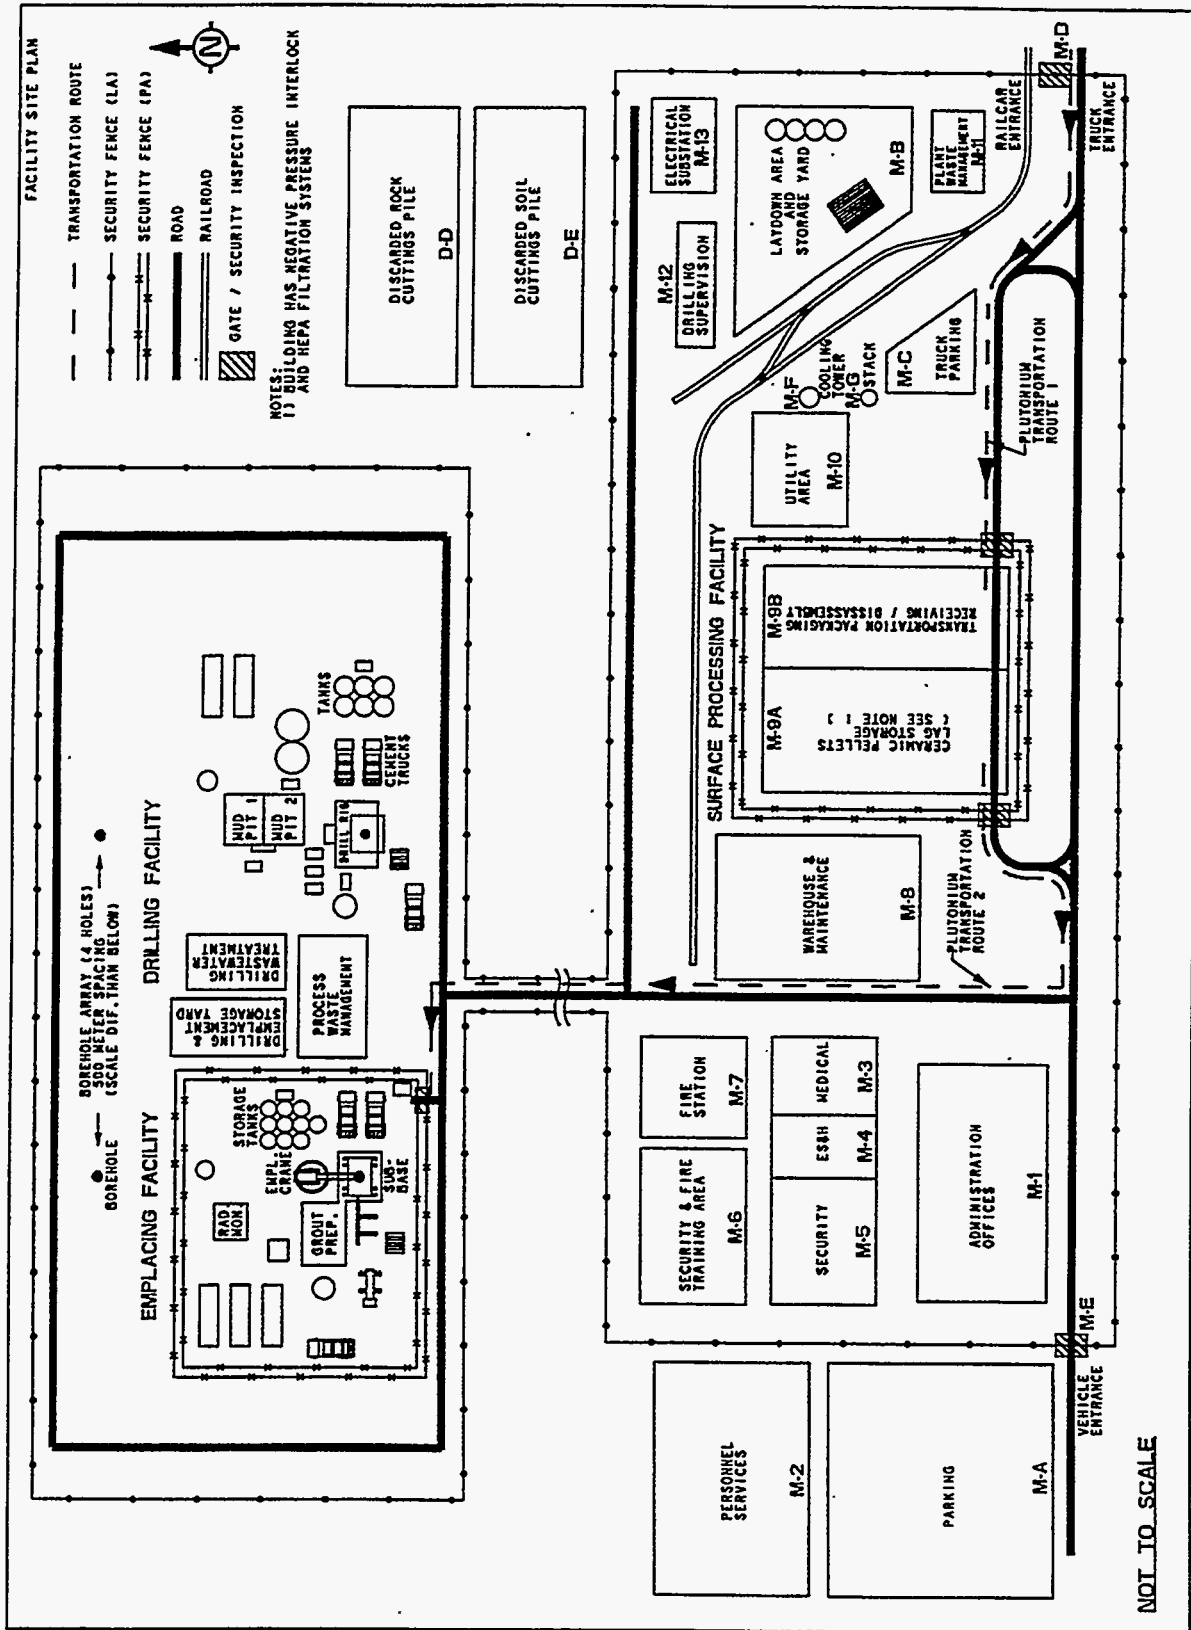 FACILITY SITE PLAN
TRANSPORTATION ROUTE
SECURITY FENCE (LA)
SECURITY FENCE (PA)
ROAD
RAILROAD
GATE / SECURITY INSPECTION
N
NOTES:
1) BUILDING HAS NEGATIVE PRESSURE INTERLOCK
AND HEPA FILTRATION SYSTEMS
BOREHOLE
BOREHOLE ARRAY (4 HOLES)
500 METER SPACING
(SCALE DIF. THAN BELOW)
EMPLACING FACILITY
DRILLING FACILITY
RAD.
MON.
EMPL.
CRANE
STORAGE
TANKS
GROUT
PREP.
SUB-
BASE
DRILLING &
EMPLACEMENT
STORAGE YARD
DRILLING
WASTEWATER
TREATMENT
PROCESS
WASTE
MANAGEMENT
MUD
PIT 1
MUD
PIT 2
DRILL RIG
TANKS
CEMENT
TRUCKS
DISCARDED ROCK
CUTTINGS PILE
D-D
DISCARDED SOIL
CUTTINGS PILE
D-E
PERSONNEL
SERVICES
M-2
PARKING
M-A
SECURITY & FIRE
TRAINING AREA
M-6
FIRE
STATION
M-7
SECURITY
M-5
ES&H
M-4
MEDICAL
M-3
ADMINISTRATION
OFFICES
M-1
VEHICLE
ENTRANCE
M-E
WAREHOUSE &
MAINTENANCE
M-8
PLUTONIUM
TRANSPORTATION
ROUTE 2
SURFACE PROCESSING FACILITY
M-9A
CERAMIC PELLETS
LAG STORAGE
( SEE NOTE 1 )
M-9B
TRANSPORTATION PACKAGING
RECEIVING / DISSASSEMBLY
UTILITY
AREA
M-10
M-F
COOLING
TOWER
M-G
STACK
M-C
TRUCK
PARKING
PLUTONIUM
TRANSPORTATION
ROUTE 1
M-12
DRILLING
SUPERVISION
ELECTRICAL
SUBSTATION
M-13
LAYDOWN AREA
AND
STORAGE YARD
M-B
PLANT
WASTE
MANAGEMENT
M-11
RAILCAR
ENTRANCE
M-D
TRUCK
ENTRANCE
NOT TO SCALE